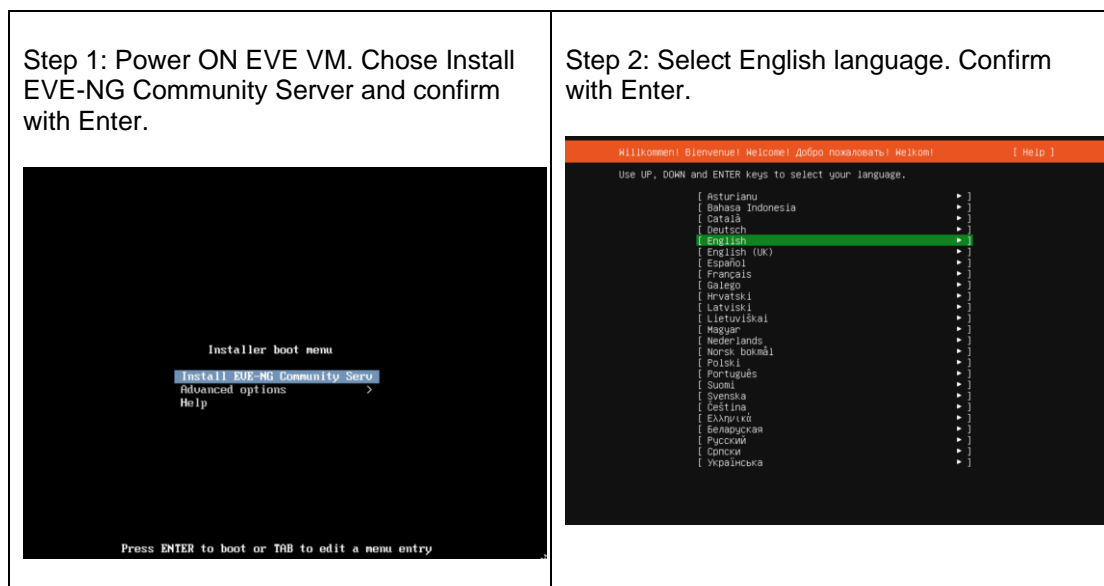 Step 1: Power ON EVE VM. Chose Install
EVE-NG Community Server and confirm
with Enter.
Installer boot menu
Install EVE-NG Community Serv
Advanced options >
Help
Press ENTER to boot or TAB to edit a menu entry
Step 2: Select English language. Confirm
with Enter.
Willkommen! Bienvenue! Welcome! Добро пожаловать! Welkom! [ Help ]
Use UP, DOWN and ENTER keys to select your language.
[ Asturianu ► ]
[ Bahasa Indonesia ► ]
[ Català ► ]
[ Deutsch ► ]
[ English ► ]
[ English (UK) ► ]
[ Español ► ]
[ Français ► ]
[ Galego ► ]
[ Hrvatski ► ]
[ Latviski ► ]
[ Lietuviškai ► ]
[ Magyar ► ]
[ Nederlands ► ]
[ Norsk bokmål ► ]
[ Polski ► ]
[ Português ► ]
[ Suomi ► ]
[ Svenska ► ]
[ Čeština ► ]
[ Ελληνικά ► ]
[ Беларуская ► ]
[ Русский ► ]
[ Српски ► ]
[ Українська ► ]